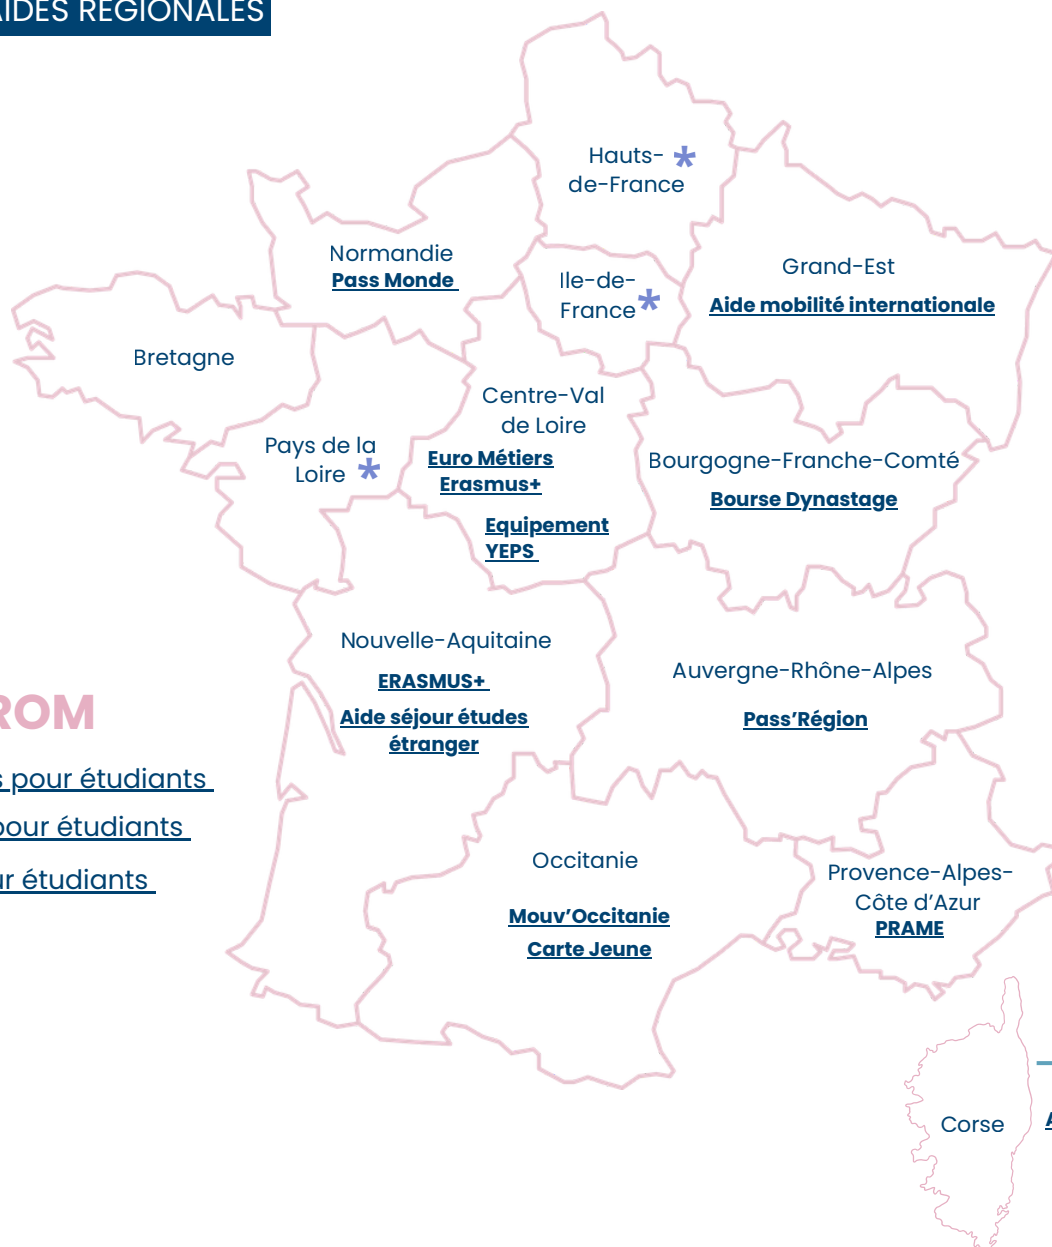 AIDES REGIONALES
Hauts- *
de-France
Normandie
Pass Monde
Ile-de-
France *
Grand-Est
Aide mobilité internationale
Bretagne
Centre-Val
de Loire
Euro Métiers
Erasmus+
Equipement
YEPS
Pays de la
Loire *
Bourgogne-Franche-Comté
Bourse Dynastage
Nouvelle-Aquitaine
ERASMUS+
Aide séjour études
étranger
Auvergne-Rhône-Alpes
Pass’Région
ROM
s pour étudiants
pour étudiants
ur étudiants
Occitanie
Mouv’Occitanie
Carte Jeune
Provence-Alpes-
Côte d’Azur
PRAME
Corse